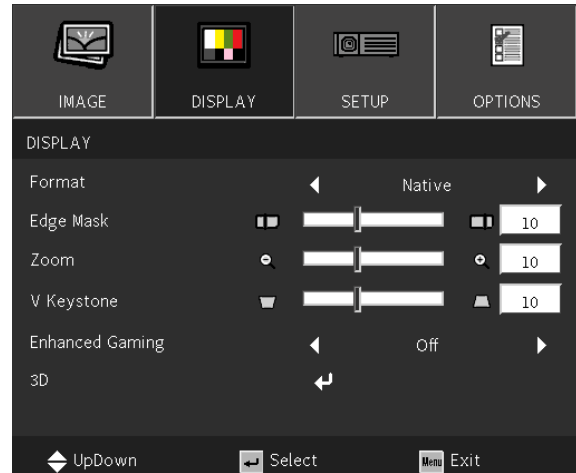 IMAGE DISPLAY SETUP OPTIONS
DISPLAY
Format Native
Edge Mask 10
Zoom 10
V Keystone 10
Enhanced Gaming Off
3D
UpDown Select Menu Exit